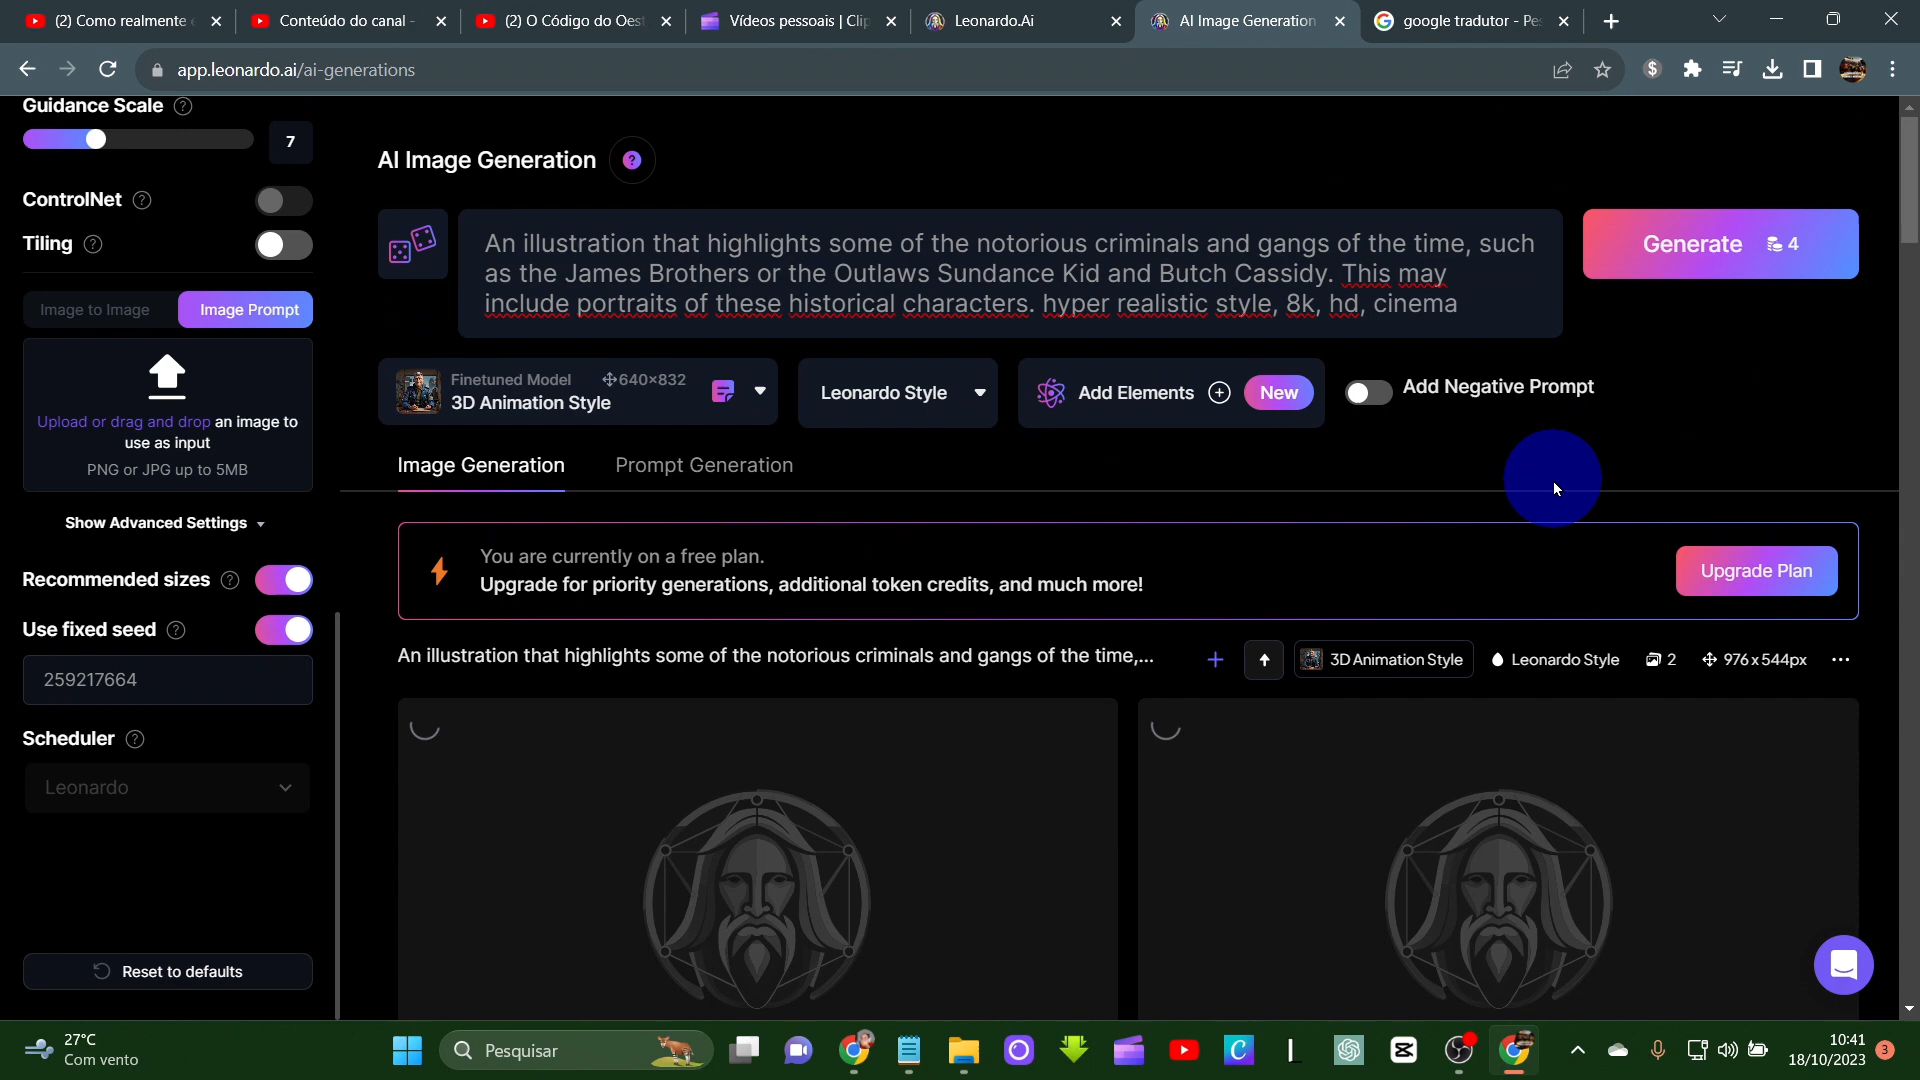 (2) Como realmente
Conteúdo do canal -
(2) O Código do Oes
Vídeos pessoais | Clip
Leonardo.Ai
AI Image Generation
google tradutor - Pes
app.leonardo.ai/ai-generations
Guidance Scale
7
ControlNet
Tiling
Image to Image
Image Prompt
Upload or drag and drop an image to
use as input
PNG or JPG up to 5MB
Show Advanced Settings
Recommended sizes
Use fixed seed
259217664
Scheduler
Leonardo
Reset to defaults
AI Image Generation
An illustration that highlights some of the notorious criminals and gangs of the time, such
as the James Brothers or the Outlaws Sundance Kid and Butch Cassidy. This may
include portraits of these historical characters. hyper realistic style, 8k, hd, cinema
Generate 4
Finetuned Model 640×832
3D Animation Style
Leonardo Style
Add Elements
New
Add Negative Prompt
Image Generation
Prompt Generation
You are currently on a free plan.
Upgrade for priority generations, additional token credits, and much more!
Upgrade Plan
An illustration that highlights some of the notorious criminals and gangs of the time,...
3D Animation Style
Leonardo Style
2
976 x 544px
27°C
Com vento
Pesquisar
10:41
18/10/2023
3